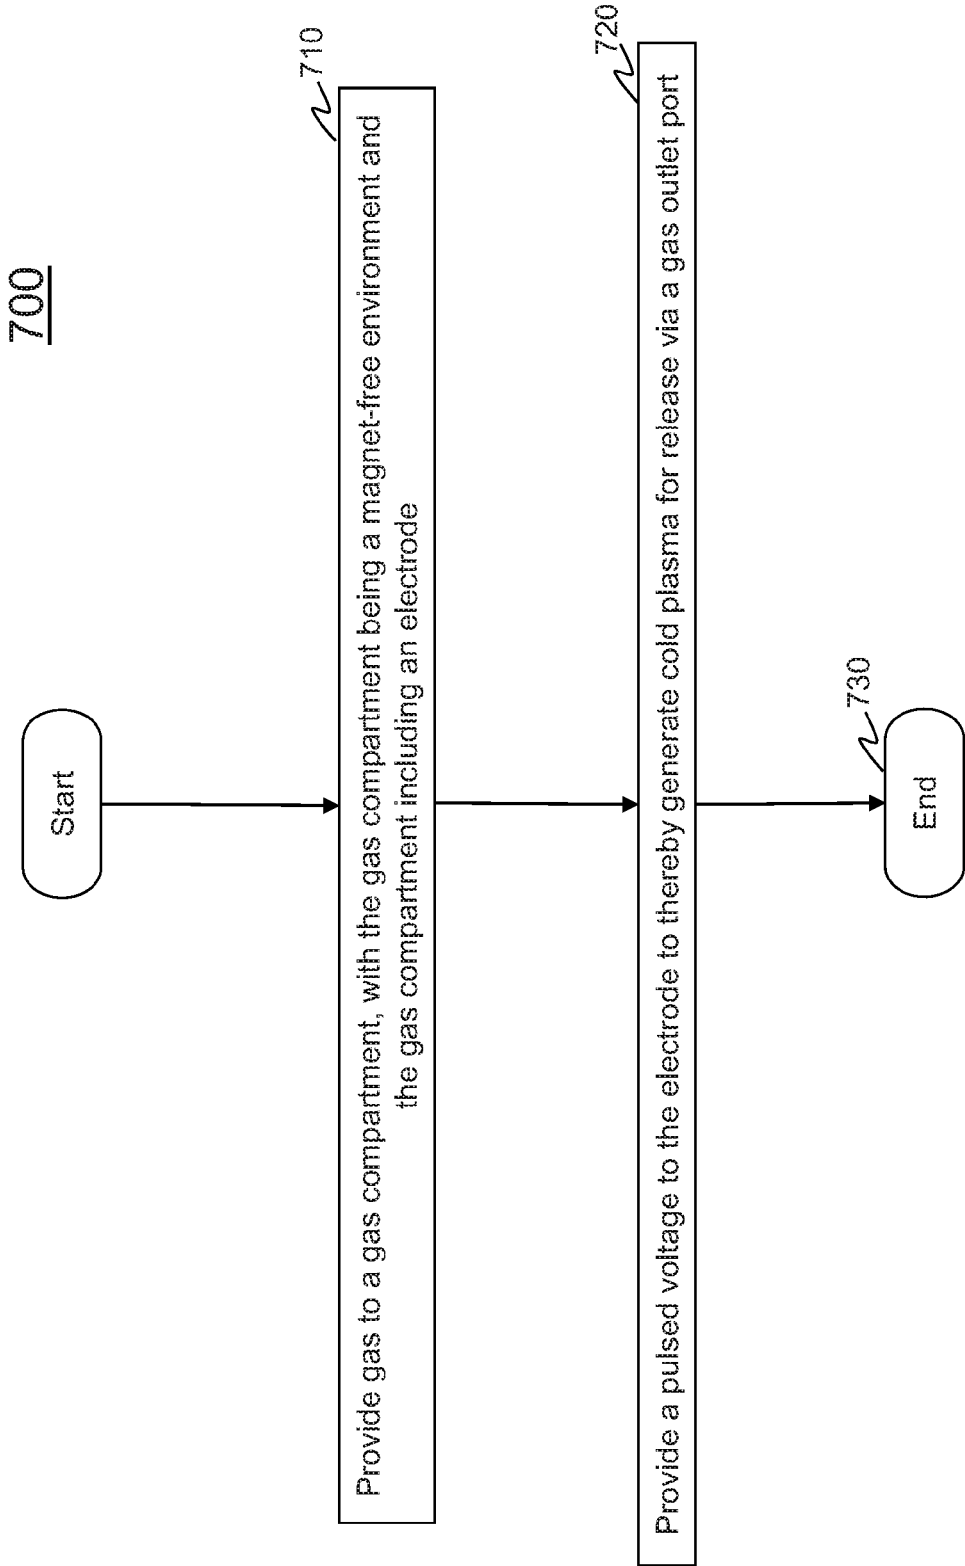 700
Start
710
Provide gas to a gas compartment, with the gas compartment being a magnet-free environment and
the gas compartment including an electrode
720
Provide a pulsed voltage to the electrode to thereby generate cold plasma for release via a gas outlet port
730
End